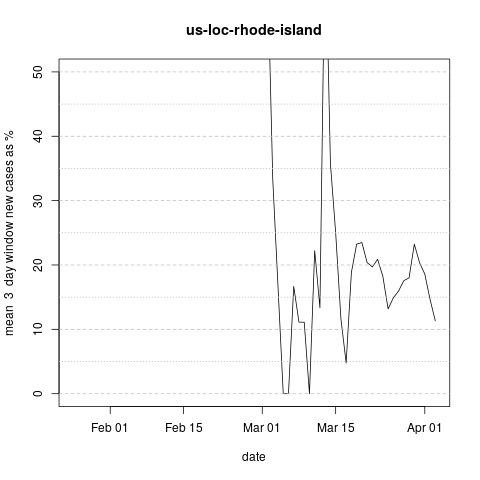 us-loc-rhode-island
mean 3 day window new cases as %
50
40
30
20
10
0
Feb 01 Feb 15 Mar 01 Mar 15 Apr 01
date